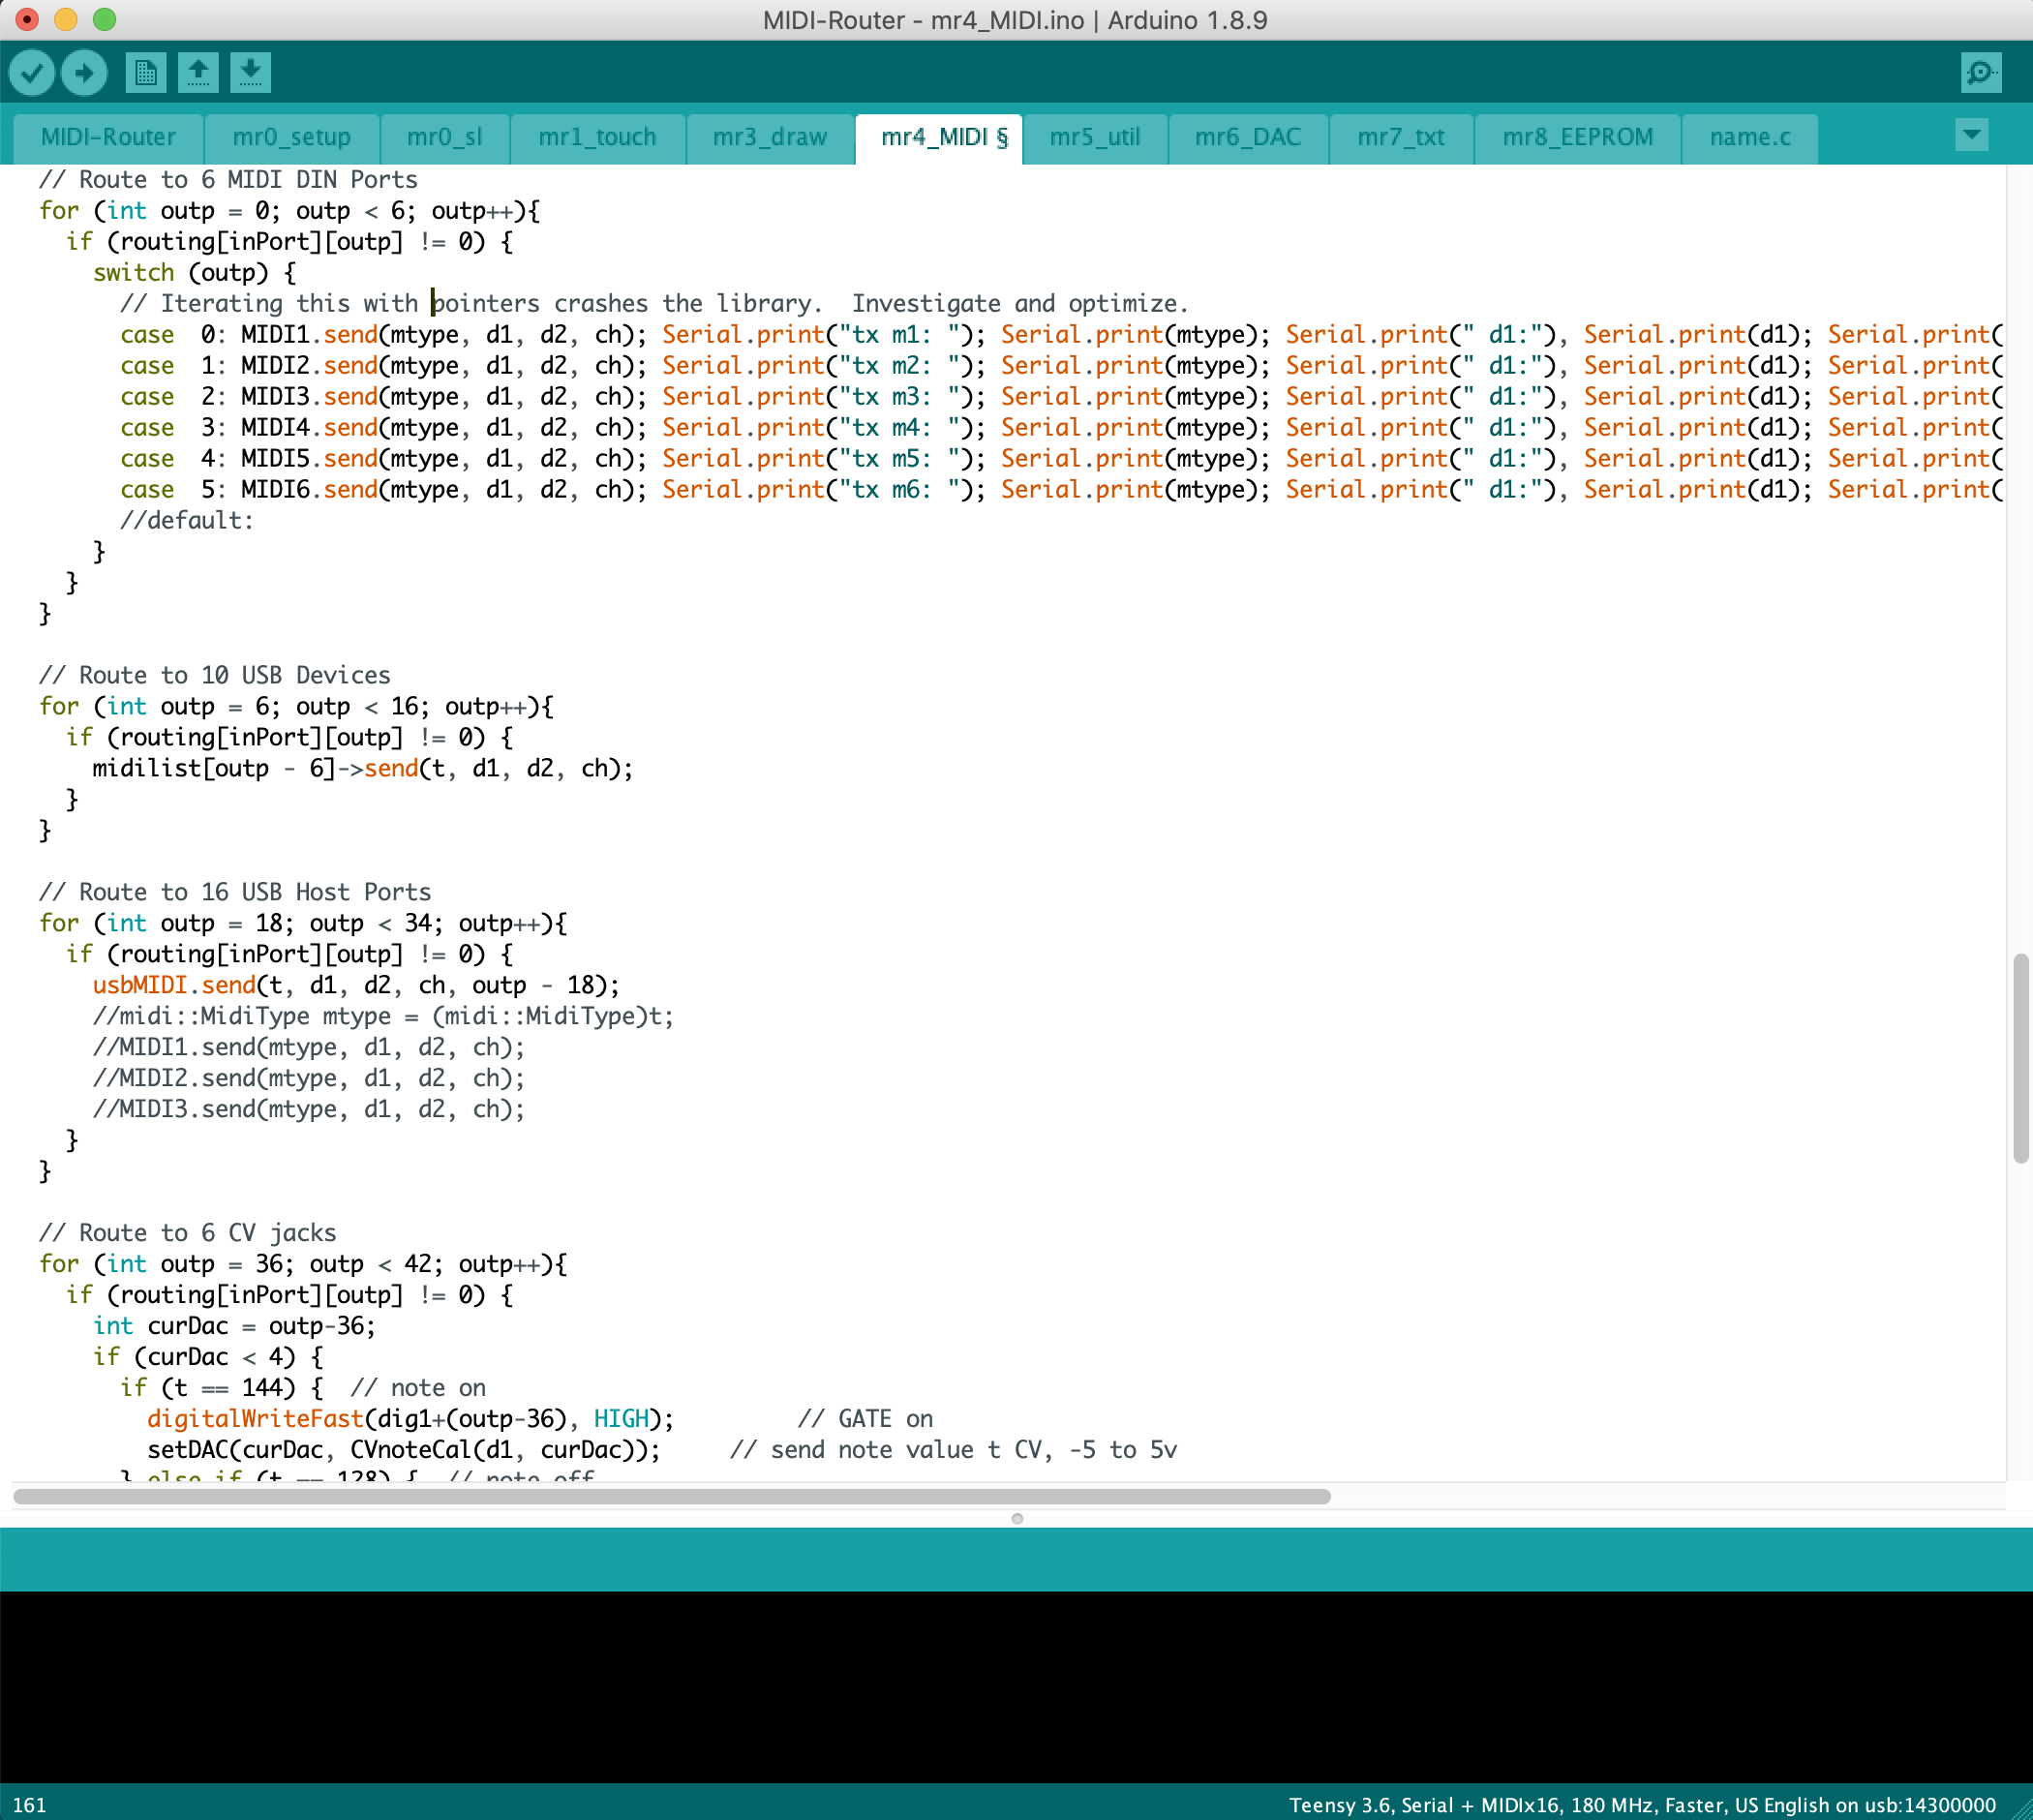 MIDI-Router - mr4_MIDI.ino | Arduino 1.8.9
MIDI-Router mr0_setup mr0_sl mr1_touch mr3_draw mr4_MIDI § mr5_util mr6_DAC mr7_txt mr8_EEPROM name.c
// Route to 6 MIDI DIN Ports
for (int outp = 0; outp < 6; outp++){
if (routing[inPort][outp] != 0) {
switch (outp) {
// Iterating this with pointers crashes the library.  Investigate and optimize.
case  0: MIDI1.send(mtype, d1, d2, ch); Serial.print("tx m1: "); Serial.print(mtype); Serial.print(" d1:"), Serial.print(d1); Serial.print(
case  1: MIDI2.send(mtype, d1, d2, ch); Serial.print("tx m2: "); Serial.print(mtype); Serial.print(" d1:"), Serial.print(d1); Serial.print(
case  2: MIDI3.send(mtype, d1, d2, ch); Serial.print("tx m3: "); Serial.print(mtype); Serial.print(" d1:"), Serial.print(d1); Serial.print(
case  3: MIDI4.send(mtype, d1, d2, ch); Serial.print("tx m4: "); Serial.print(mtype); Serial.print(" d1:"), Serial.print(d1); Serial.print(
case  4: MIDI5.send(mtype, d1, d2, ch); Serial.print("tx m5: "); Serial.print(mtype); Serial.print(" d1:"), Serial.print(d1); Serial.print(
case  5: MIDI6.send(mtype, d1, d2, ch); Serial.print("tx m6: "); Serial.print(mtype); Serial.print(" d1:"), Serial.print(d1); Serial.print(
//default:
}
}
}
// Route to 10 USB Devices
for (int outp = 6; outp < 16; outp++){
if (routing[inPort][outp] != 0) {
midilist[outp - 6]->send(t, d1, d2, ch);
}
}
// Route to 16 USB Host Ports
for (int outp = 18; outp < 34; outp++){
if (routing[inPort][outp] != 0) {
usbMIDI.send(t, d1, d2, ch, outp - 18);
//midi::MidiType mtype = (midi::MidiType)t;
//MIDI1.send(mtype, d1, d2, ch);
//MIDI2.send(mtype, d1, d2, ch);
//MIDI3.send(mtype, d1, d2, ch);
}
}
// Route to 6 CV jacks
for (int outp = 36; outp < 42; outp++){
if (routing[inPort][outp] != 0) {
int curDac = outp-36;
if (curDac < 4) {
if (t == 144) {  // note on
digitalWriteFast(dig1+(outp-36), HIGH);         // GATE on
setDAC(curDac, CVnoteCal(d1, curDac));     // send note value t CV, -5 to 5v
} else if (t == 128) {  // note off
161
Teensy 3.6, Serial + MIDIx16, 180 MHz, Faster, US English on usb:14300000